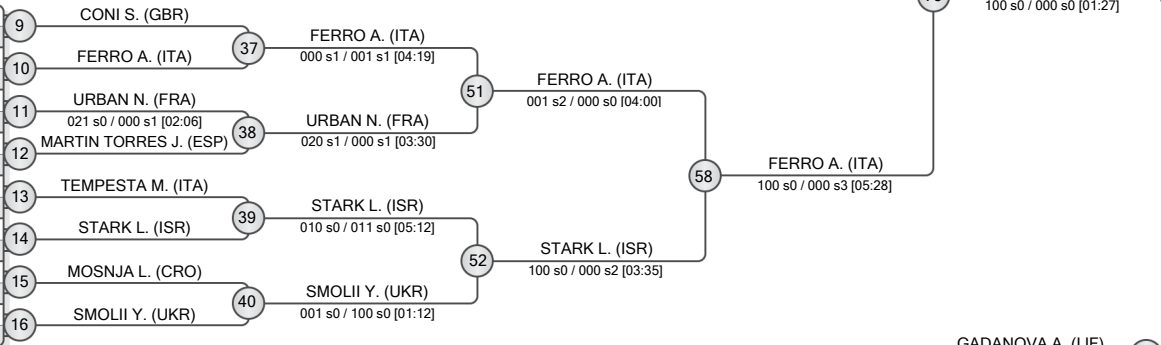 100 s0 / 000 s0 [01:27]
9
CONI S. (GBR)
10
FERRO A. (ITA)
37
FERRO A. (ITA)
000 s1 / 001 s1 [04:19]
11
URBAN N. (FRA)
021 s0 / 000 s1 [02:06]
12
MARTIN TORRES J. (ESP)
38
URBAN N. (FRA)
020 s1 / 000 s1 [03:30]
51
FERRO A. (ITA)
001 s2 / 000 s0 [04:00]
13
TEMPESTA M. (ITA)
14
STARK L. (ISR)
39
STARK L. (ISR)
010 s0 / 011 s0 [05:12]
15
MOSNJA L. (CRO)
16
SMOLII Y. (UKR)
40
SMOLII Y. (UKR)
001 s0 / 100 s0 [01:12]
52
STARK L. (ISR)
100 s0 / 000 s2 [03:35]
58
FERRO A. (ITA)
100 s0 / 000 s3 [05:28]
GADANOVA A.